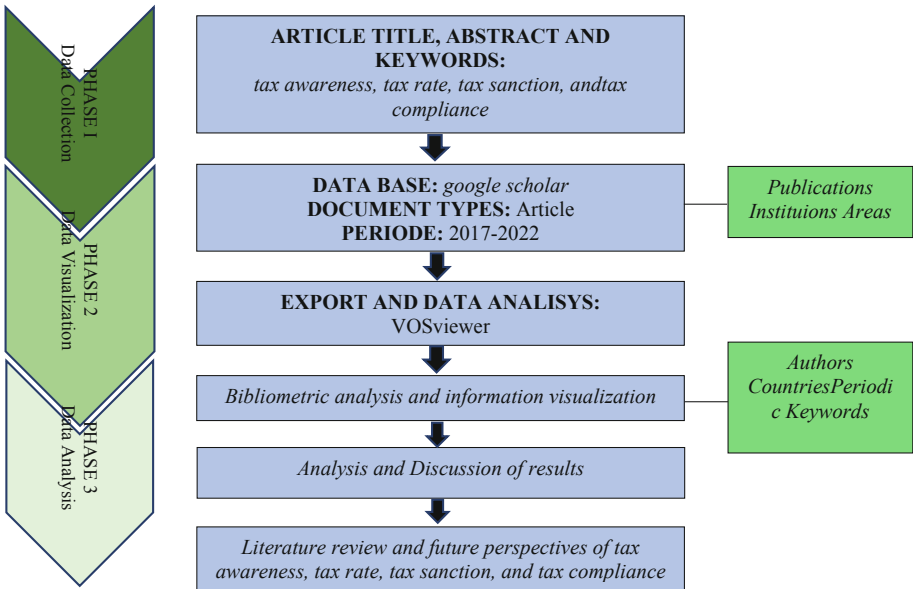 PHASE 1
Data Collection
ARTICLE TITLE, ABSTRACT AND
KEYWORDS:
tax awareness, tax rate, tax sanction, andtax
compliance
DATA BASE: google scholar
DOCUMENT TYPES: Article
PERIODE: 2017-2022
Publications
Instituions Areas
PHASE 2
Data Visualization
EXPORT AND DATA ANALISYS:
VOSviewer
Bibliometric analysis and information visualization
Authors
CountriesPeriodi
c Keywords
PHASE 3
Data Analysis
Analysis and Discussion of results
Literature review and future perspectives of tax
awareness, tax rate, tax sanction, and tax compliance